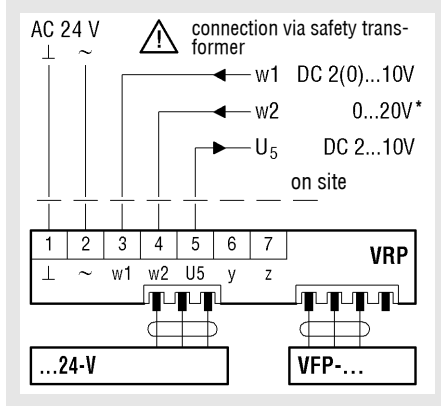 AC 24 V
⊥ ~
connection via safety trans-
former
w1 DC 2(0)...10V
w2 0...20V*
U5 DC 2...10V
on site
1 2 3 4 5 6 7
VRP
⊥ ~ w1 w2 U5 y z
...24-V
VFP-...